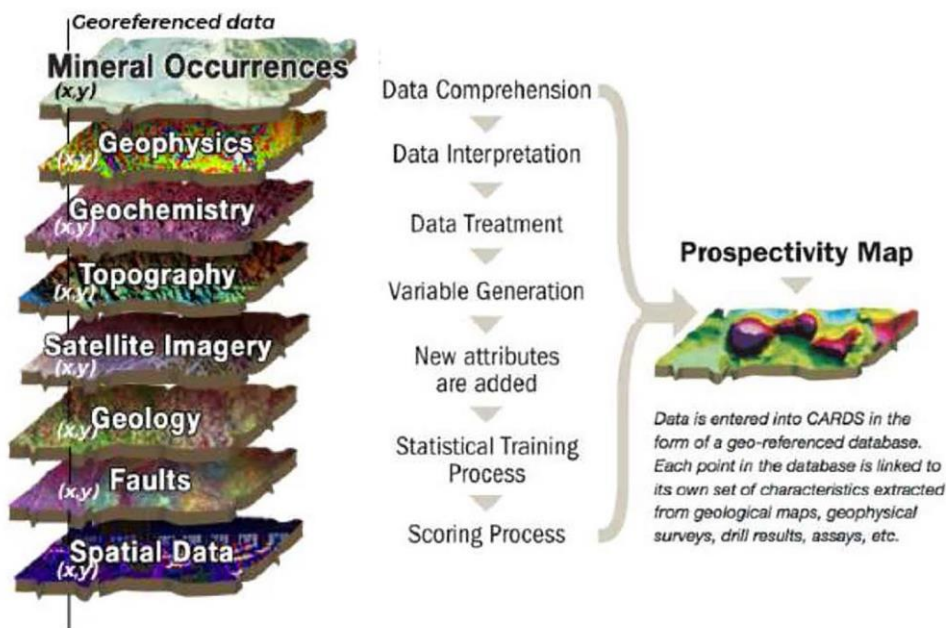 Georeferenced data
Mineral Occurrences
(x,y)
Geophysics
(x,y)
Geochemistry
(x,y)
Topography
(x,y)
Satellite Imagery
(x,y)
Geology
(x,y)
Faults
(x,y)
Spatial Data
(x,y)
Data Comprehension
Data Interpretation
Data Treatment
Variable Generation
New attributes
are added
Statistical Training
Process
Scoring Process
Prospectivity Map
Data is entered into CARDS in the
form of a geo-referenced database.
Each point in the database is linked to
its own set of characteristics extracted
from geological maps, geophysical
surveys, drill results, assays, etc.